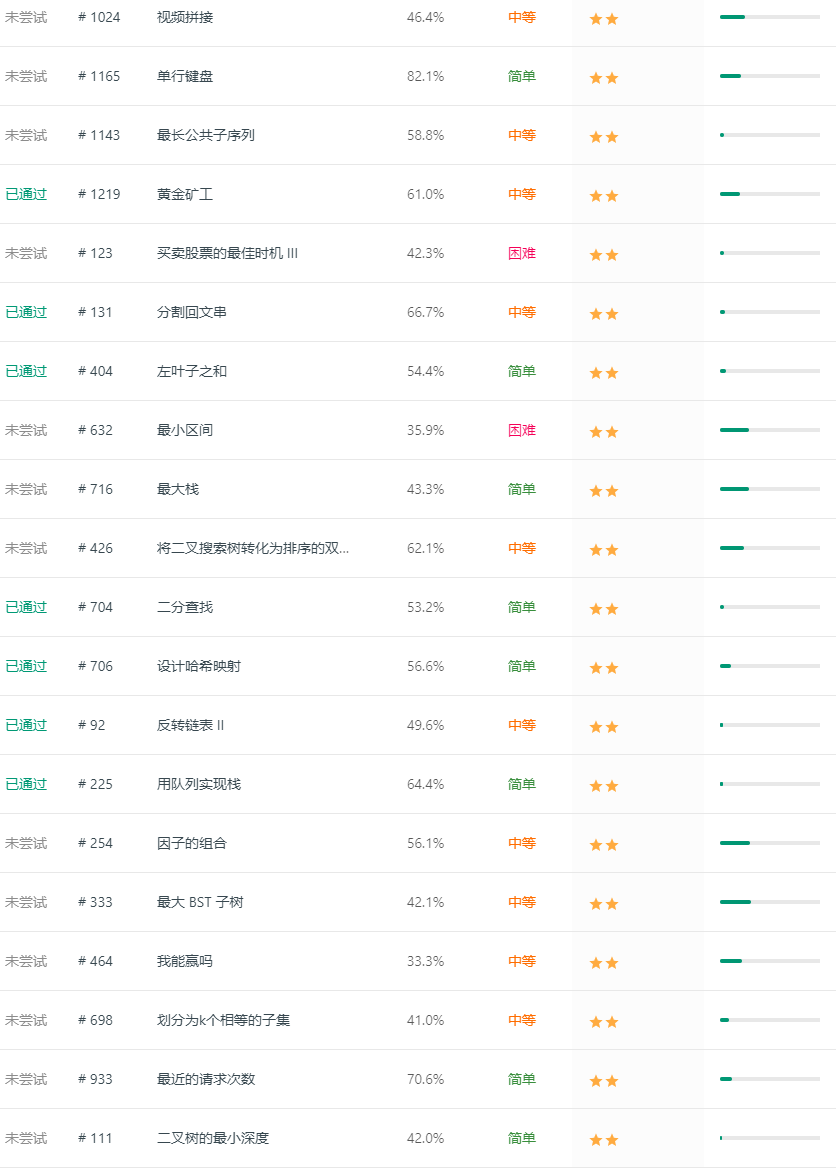 未尝试 # 1024 视频拼接 46.4% 中等
未尝试 # 1165 单行键盘 82.1% 简单
未尝试 # 1143 最长公共子序列 58.8% 中等
已通过 # 1219 黄金矿工 61.0% 中等
未尝试 # 123 买卖股票的最佳时机 III 42.3% 困难
已通过 # 131 分割回文串 66.7% 中等
已通过 # 404 左叶子之和 54.4% 简单
未尝试 # 632 最小区间 35.9% 困难
未尝试 # 716 最大栈 43.3% 简单
未尝试 # 426 将二叉搜索树转化为排序的双... 62.1% 中等
已通过 # 704 二分查找 53.2% 简单
已通过 # 706 设计哈希映射 56.6% 简单
已通过 # 92 反转链表 II 49.6% 中等
已通过 # 225 用队列实现栈 64.4% 简单
未尝试 # 254 因子的组合 56.1% 中等
未尝试 # 333 最大 BST 子树 42.1% 中等
未尝试 # 464 我能赢吗 33.3% 中等
未尝试 # 698 划分为k个相等的子集 41.0% 中等
未尝试 # 933 最近的请求次数 70.6% 简单
未尝试 # 111 二叉树的最小深度 42.0% 简单